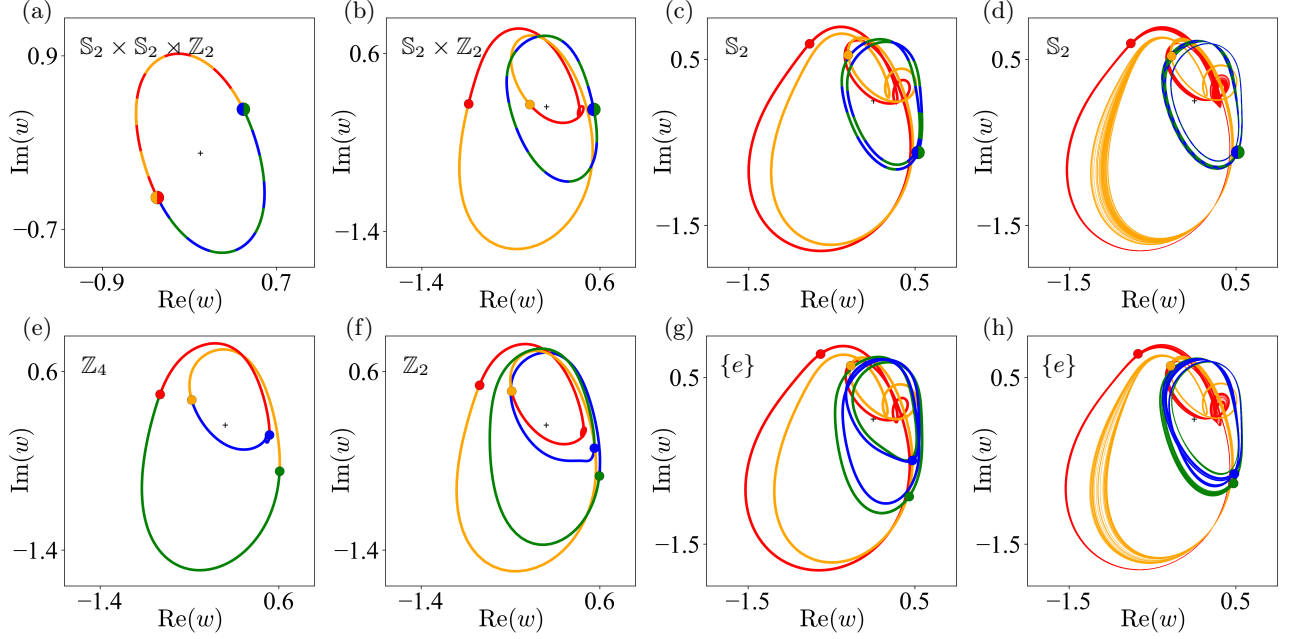 (a)
𝕊₂ × 𝕊₂ ⋊ ℤ₂
0.9
−0.7
Im(w)
−0.9 0.7
Re(w)
(b)
𝕊₂ × ℤ₂
0.6
−1.4
Im(w)
−1.4 0.6
Re(w)
(c)
𝕊₂
0.5
−1.5
Im(w)
−1.5 0.5
Re(w)
(d)
𝕊₂
0.5
−1.5
Im(w)
−1.5 0.5
Re(w)
(e)
ℤ₄
0.6
−1.4
Im(w)
−1.4 0.6
Re(w)
(f)
ℤ₂
0.6
−1.4
Im(w)
−1.4 0.6
Re(w)
(g)
{e}
0.5
−1.5
Im(w)
−1.5 0.5
Re(w)
(h)
{e}
0.5
−1.5
Im(w)
−1.5 0.5
Re(w)